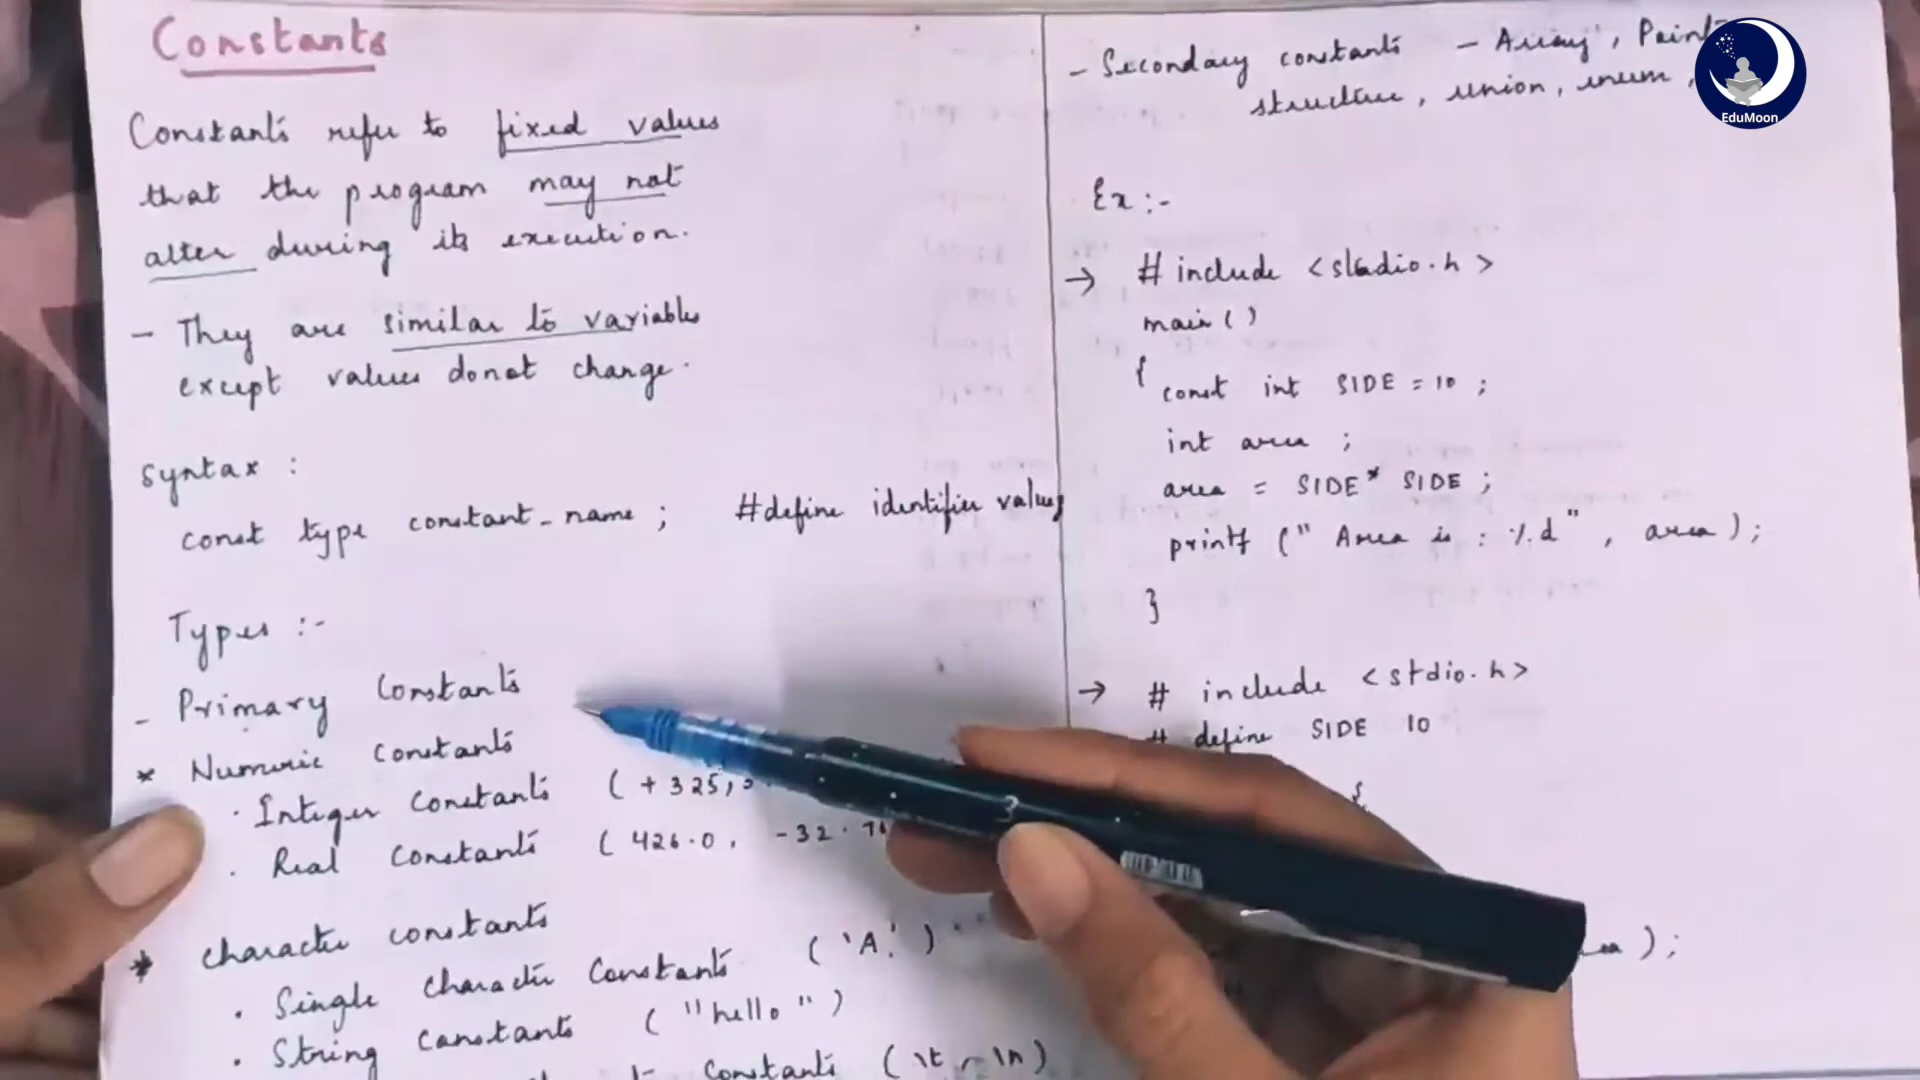 Constants
Constants refer to fixed values
that the program may not
alter during its execution.
- They are similar to variables
except values donot change.
Syntax :
const type constant_name ; #define identifier value;
Types :-
- Primary Constants
* Numeric Constants
· Integer Constants ( + 325,
· Real Constants ( 426.0 , -32.
* Character constants
· Single Character Constants ( 'A.' )
· String constants ( "hello" )
constants ( \t , \n )
- Secondary constants - Array , Point
structure , union , enum ,
Ex :-
→ # include <stdio.h >
main ( )
{
const int SIDE = 10 ;
int area ;
area = SIDE * SIDE ;
printf (" Area is : %d " , area ) ;
}
→ # include <stdio.h>
# define SIDE 10
{
) ;
EduMoon